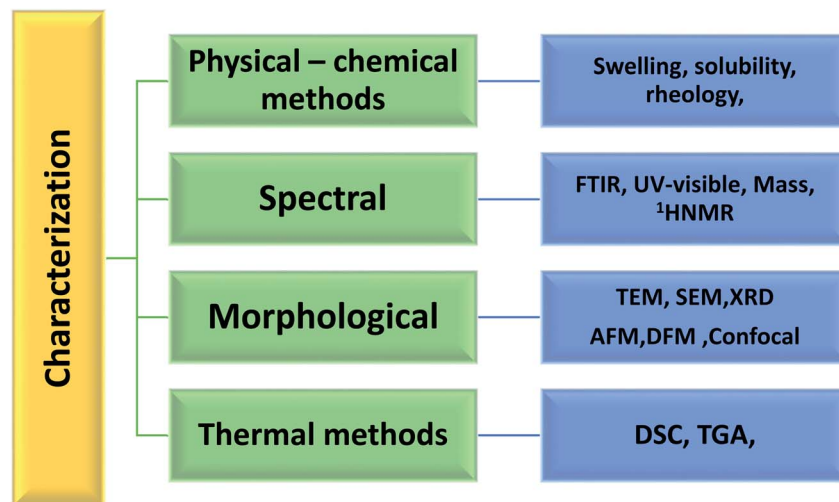 Characterization
Physical – chemical
methods
Swelling, solubility,
rheology,
Spectral
FTIR, UV-visible, Mass,
¹HNMR
Morphological
TEM, SEM,XRD
AFM,DFM ,Confocal
Thermal methods
DSC, TGA,